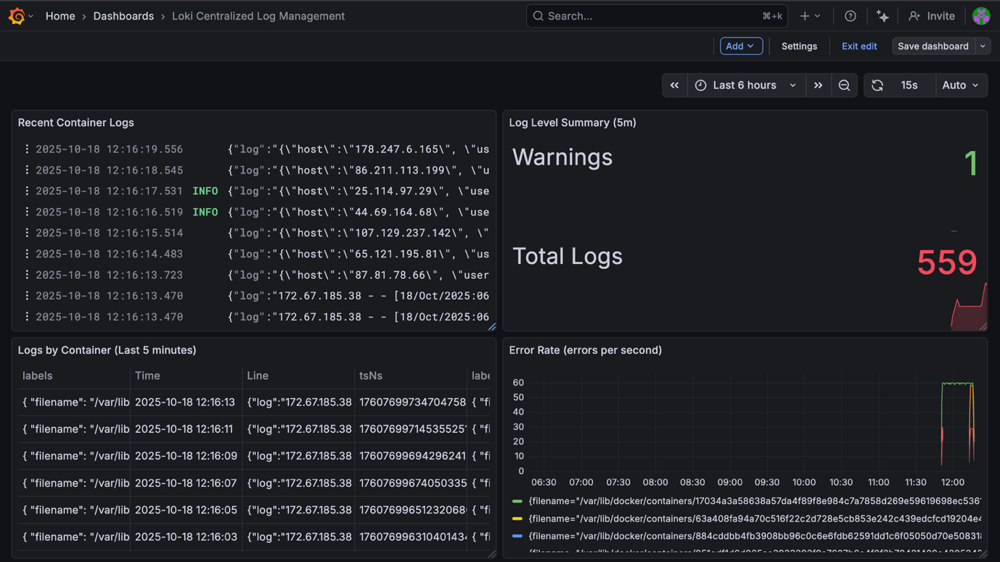 Home › Dashboards › Loki Centralized Log Management
Search... ⌘+k
Invite
Add
Settings
Exit edit
Save dashboard
Last 6 hours
15s
Auto
Recent Container Logs
2025-10-18 12:16:19.556 {"log":"{\"host\":\"178.247.6.165\", \"us
2025-10-18 12:16:18.545 {"log":"{\"host\":\"86.211.113.199\", \"u
2025-10-18 12:16:17.531 INFO {"log":"{\"host\":\"25.114.97.29\", \"use
2025-10-18 12:16:16.519 INFO {"log":"{\"host\":\"44.69.164.68\", \"use
2025-10-18 12:16:15.514 {"log":"{\"host\":\"107.129.237.142\", \"
2025-10-18 12:16:14.483 {"log":"{\"host\":\"65.121.195.81\", \"us
2025-10-18 12:16:13.723 {"log":"{\"host\":\"87.81.78.66\", \"user
2025-10-18 12:16:13.470 {"log":"172.67.185.38 - - [18/Oct/2025:06
2025-10-18 12:16:13.470 {"log":"172.67.185.38 - - [18/Oct/2025:06
Log Level Summary (5m)
Warnings
1
Total Logs
559
Logs by Container (Last 5 minutes)
labels Time Line tsNs labe
{ "filename": "/var/lib 2025-10-18 12:16:13 {"log":"172.67.185.38 17607699734704758 { "fi
{ "filename": "/var/lib 2025-10-18 12:16:11 {"log":"172.67.185.38 176076997145355251 { "fi
{ "filename": "/var/lib 2025-10-18 12:16:09 {"log":"172.67.185.38 17607699694296241 { "fi
{ "filename": "/var/lib 2025-10-18 12:16:07 {"log":"172.67.185.38 17607699674050335 { "fi
{ "filename": "/var/lib 2025-10-18 12:16:05 {"log":"172.67.185.38 17607699651232068 { "fi
{ "filename": "/var/lib 2025-10-18 12:16:03 {"log":"172.67.185.38 1760769963104014 { "fi
Error Rate (errors per second)
60
50
40
30
20
10
0
06:30 07:00 07:30 08:00 08:30 09:00 09:30 10:00 10:30 11:00 11:30 12:00
{filename="/var/lib/docker/containers/17034a3a58638a57da4f89f8e984c7a7858d269e59619698ec536
{filename="/var/lib/docker/containers/63a408fa94a70c516f22c2d728e5cb853e242c439edcfcd19204e4
{filename="/var/lib/docker/containers/884cddbb4fb3908bb96c0c6e6fdb62591dd1c6f05050d70e508318